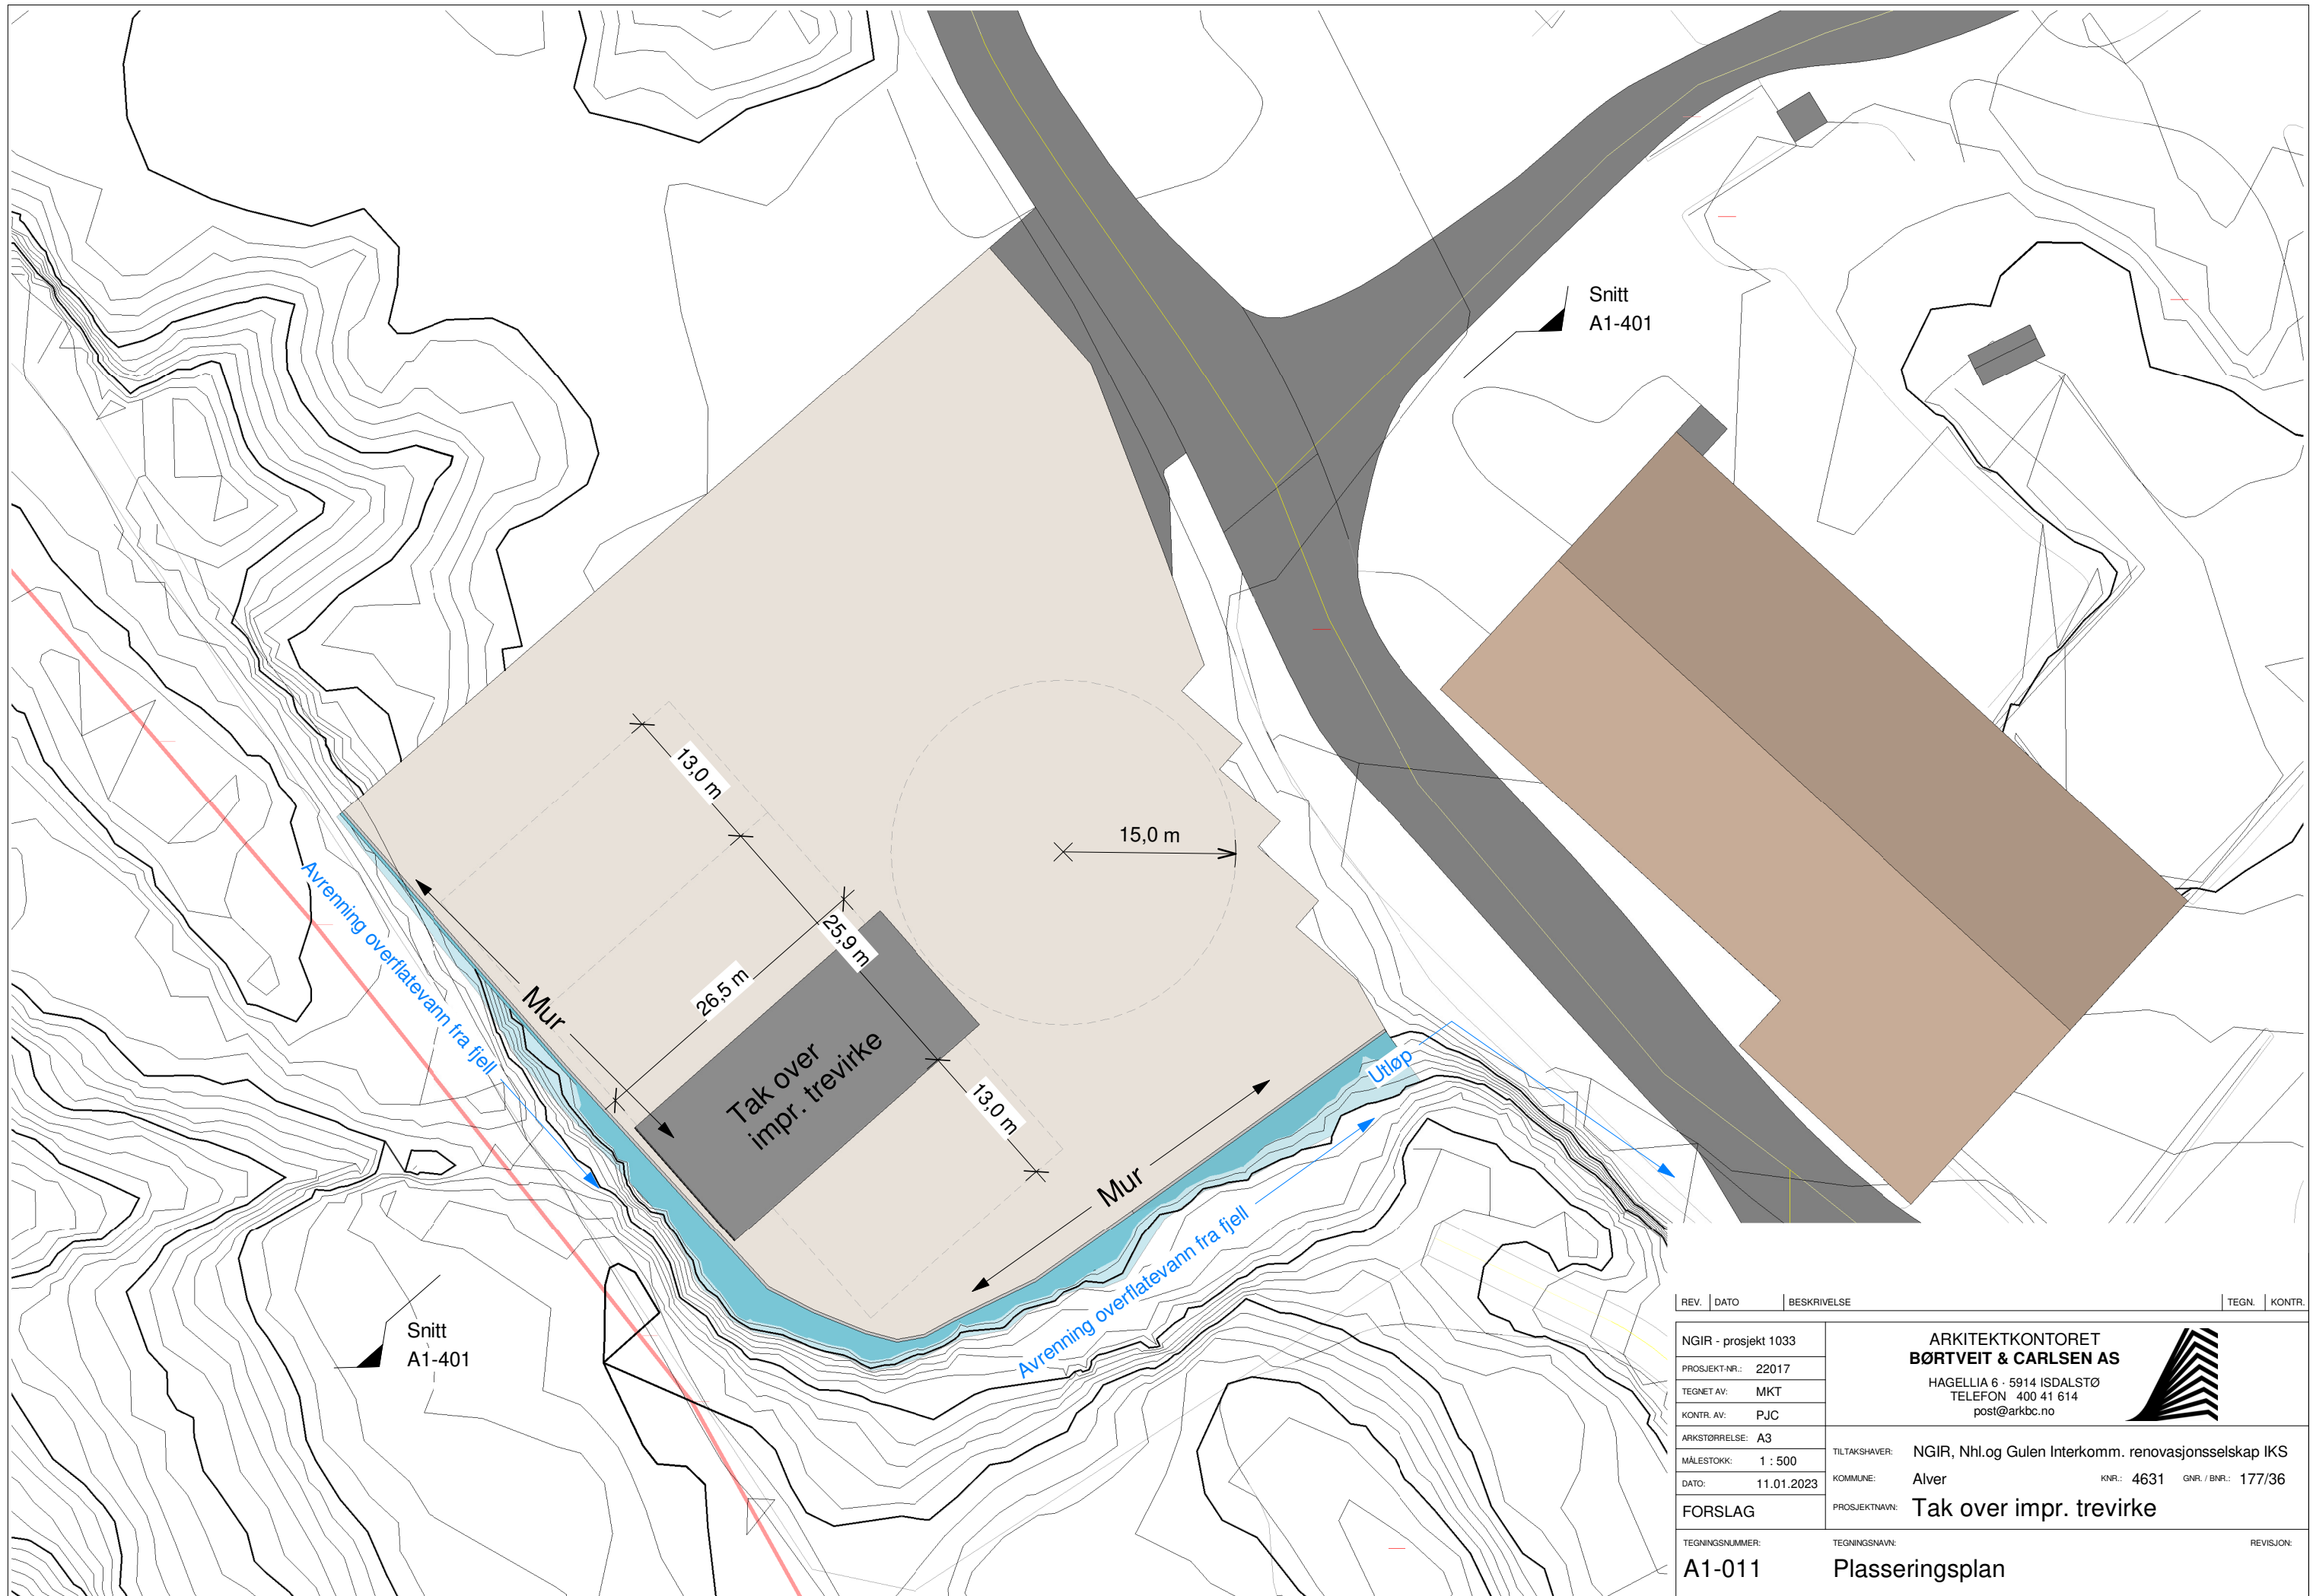 Snitt
A1-401
13,0 m
15,0 m
25,9 m
26,5 m
Mur
Avrenning overflatevann fra fjell
Tak over
impr. trevirke
13,0 m
Utløp
Mur
Avrenning overflatevann fra fjell
Snitt
A1-401
REV. DATO BESKRIVELSE TEGN. KONTR.
NGIR - prosjekt 1033
PROSJEKT-NR.: 22017
TEGNET AV: MKT
KONTR. AV: PJC
ARKSTØRRELSE: A3
MÅLESTOKK: 1 : 500
DATO: 11.01.2023
FORSLAG
ARKITEKTKONTORET
BØRTVEIT & CARLSEN AS
HAGELLIA 6 - 5914 ISDALSTØ
TELEFON 400 41 614
post@arkbc.no
TILTAKSHAVER: NGIR, Nhl.og Gulen Interkomm. renovasjonsselskap IKS
KOMMUNE: Alver KNR.: 4631 GNR. / BNR.: 177/36
PROSJEKTNAVN: Tak over impr. trevirke
TEGNINGSNUMMER: TEGNINGSNAVN: REVISJON:
A1-011 Plasseringsplan